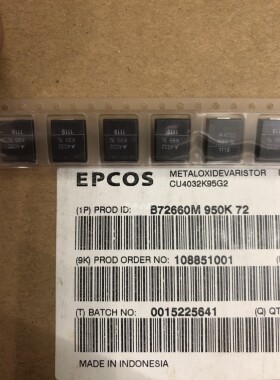 1118
EPCOS
METALOXIDEVARISTOR
CU4032K95G2
(1P) PROD ID: B72660M 950K 72
(9K) PROD ORDER NO: 108851001
(T) BATCH NO: 0015225641 (Q) QT
MADE IN INDONESIA